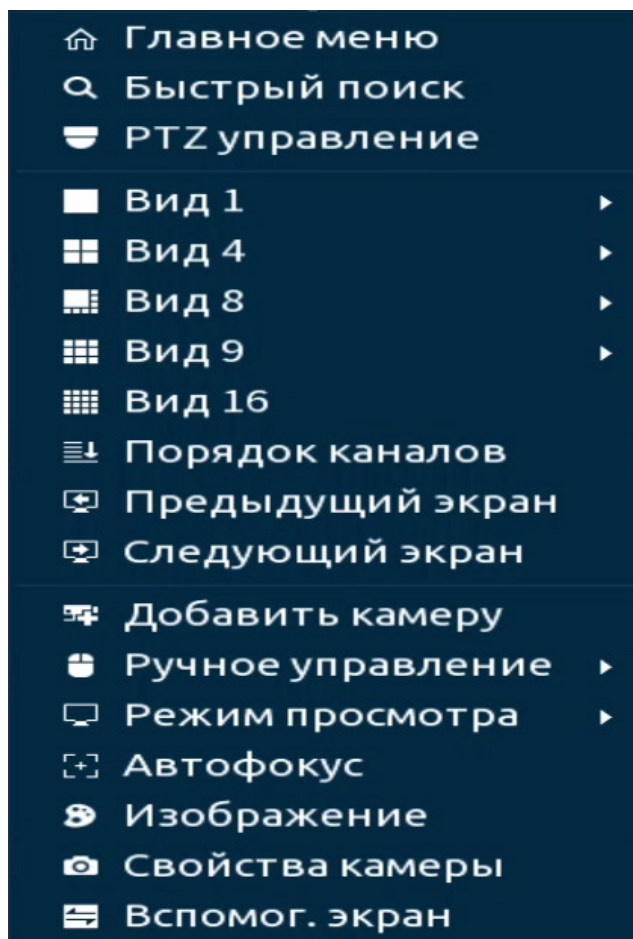 Главное меню
Быстрый поиск
PTZ управление
Вид 1
Вид 4
Вид 8
Вид 9
Вид 16
Порядок каналов
Предыдущий экран
Следующий экран
Добавить камеру
Ручное управление
Режим просмотра
Автофокус
Изображение
Свойства камеры
Вспомог. экран